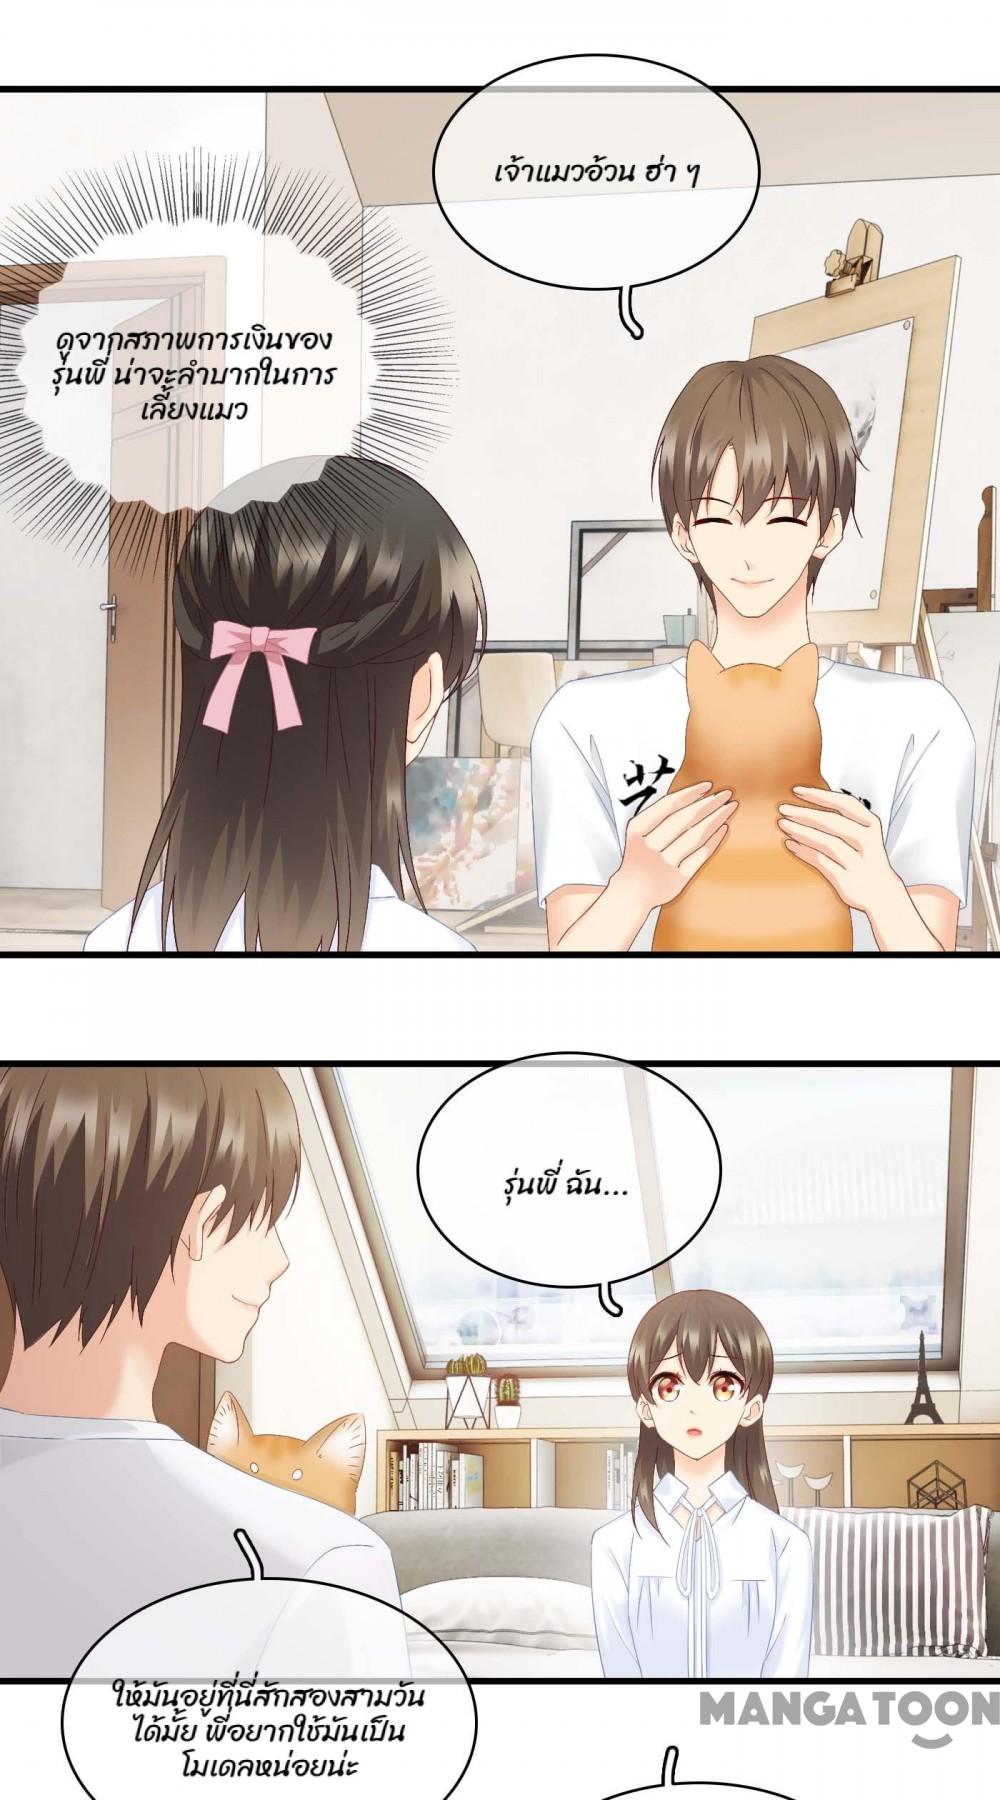 เจ้าแมวอ้วน ฮ่า ๆ
ดูจากสภาพการเงินของ
รุ่นพี่ น่าจะลำบากในการ
เลี้ยงแมว
รุ่นพี่ ฉัน...
ให้มันอยู่ที่นี่สักสองสามวัน
ได้มั้ย พี่อยากใช้มันเป็น
โมเดลหน่อยน่ะ
MANGATOON